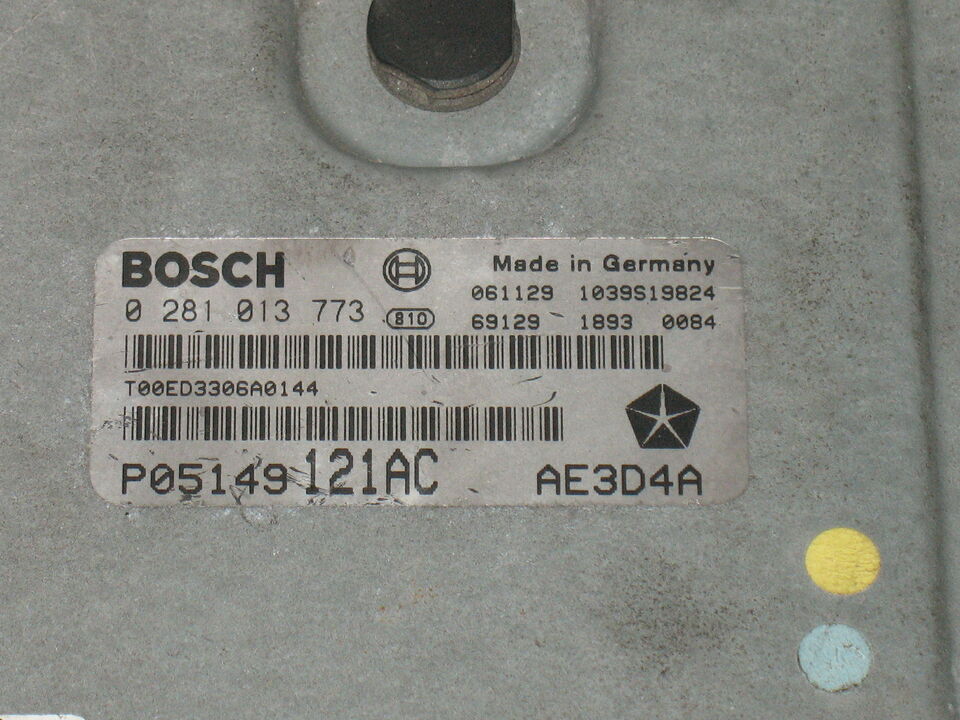 BOSCH
Made in Germany
0 281 013 773
810
061129 1039S19824
69129 1893 0084
T00ED3306A0144
P05149121AC
AE3D4A